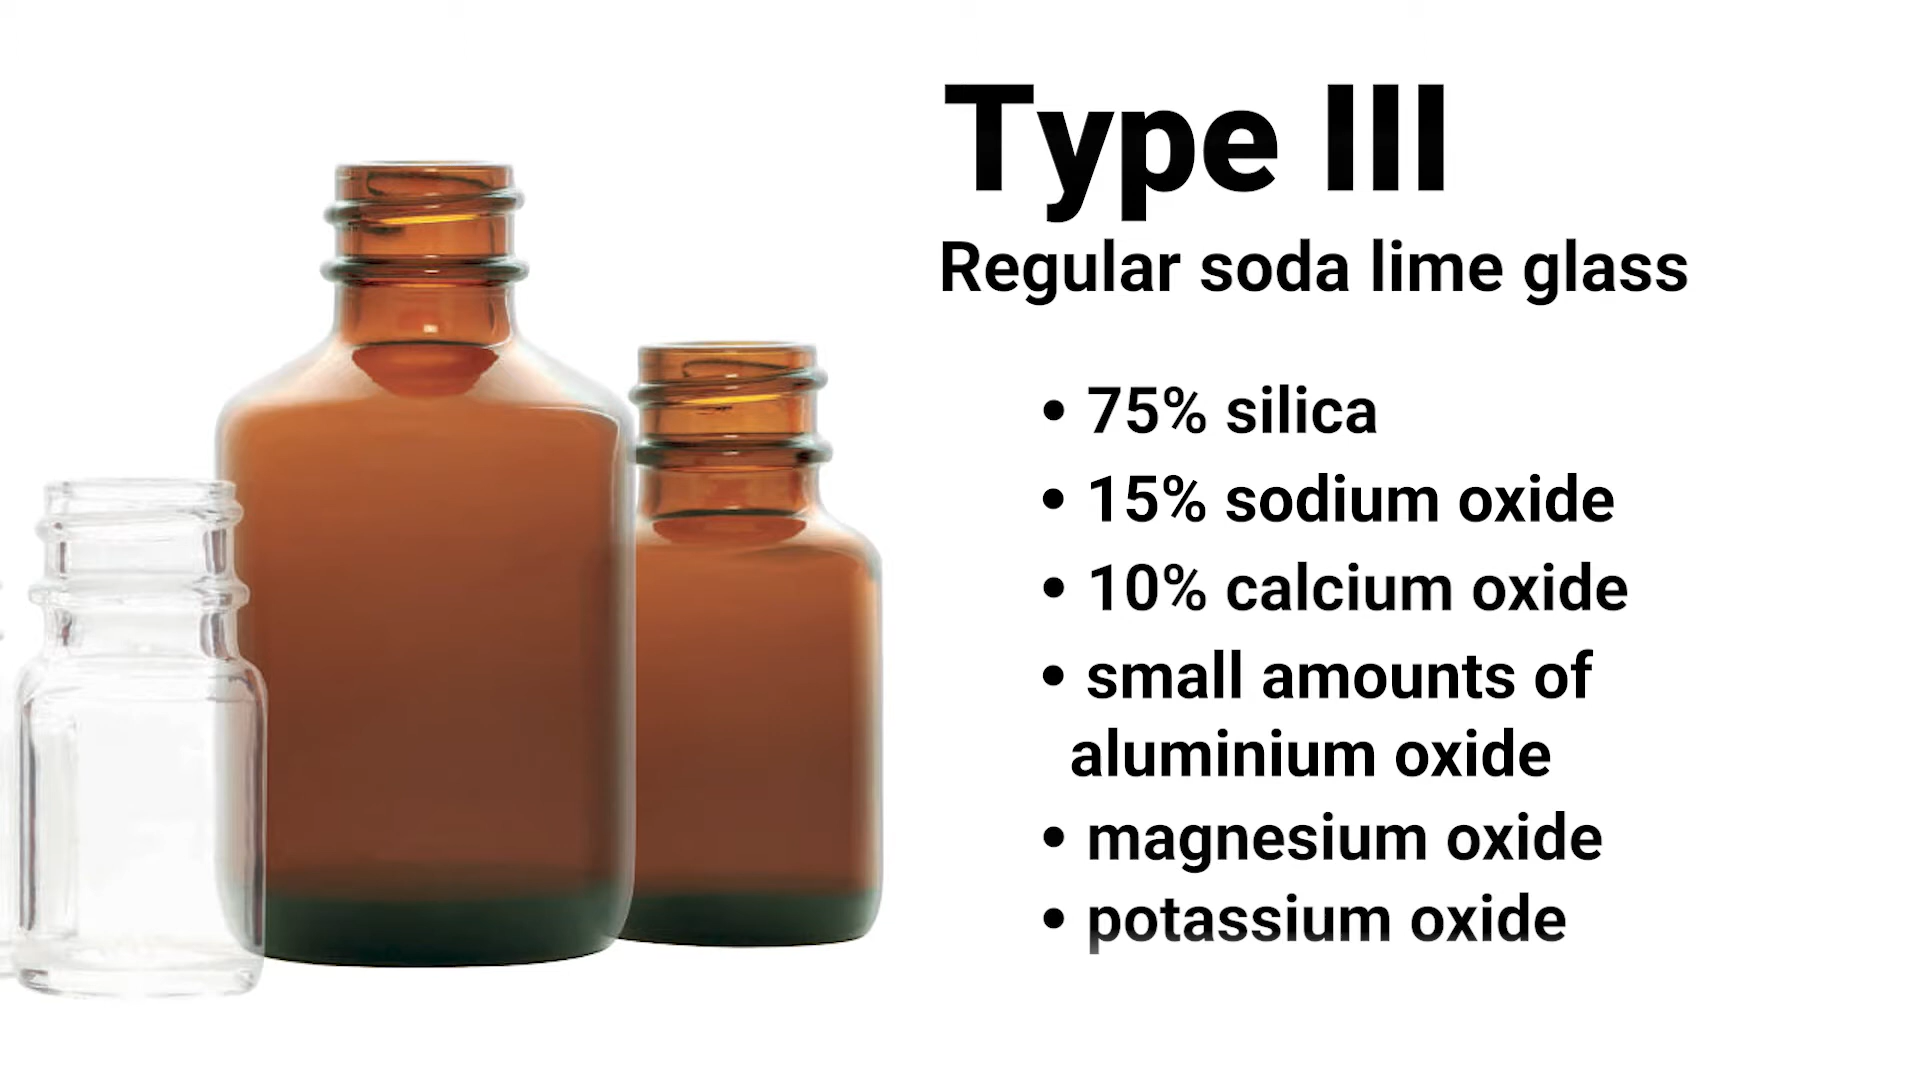 Type III
Regular soda lime glass
• 75% silica
• 15% sodium oxide
• 10% calcium oxide
• small amounts of
aluminium oxide
• magnesium oxide
• potassium oxide